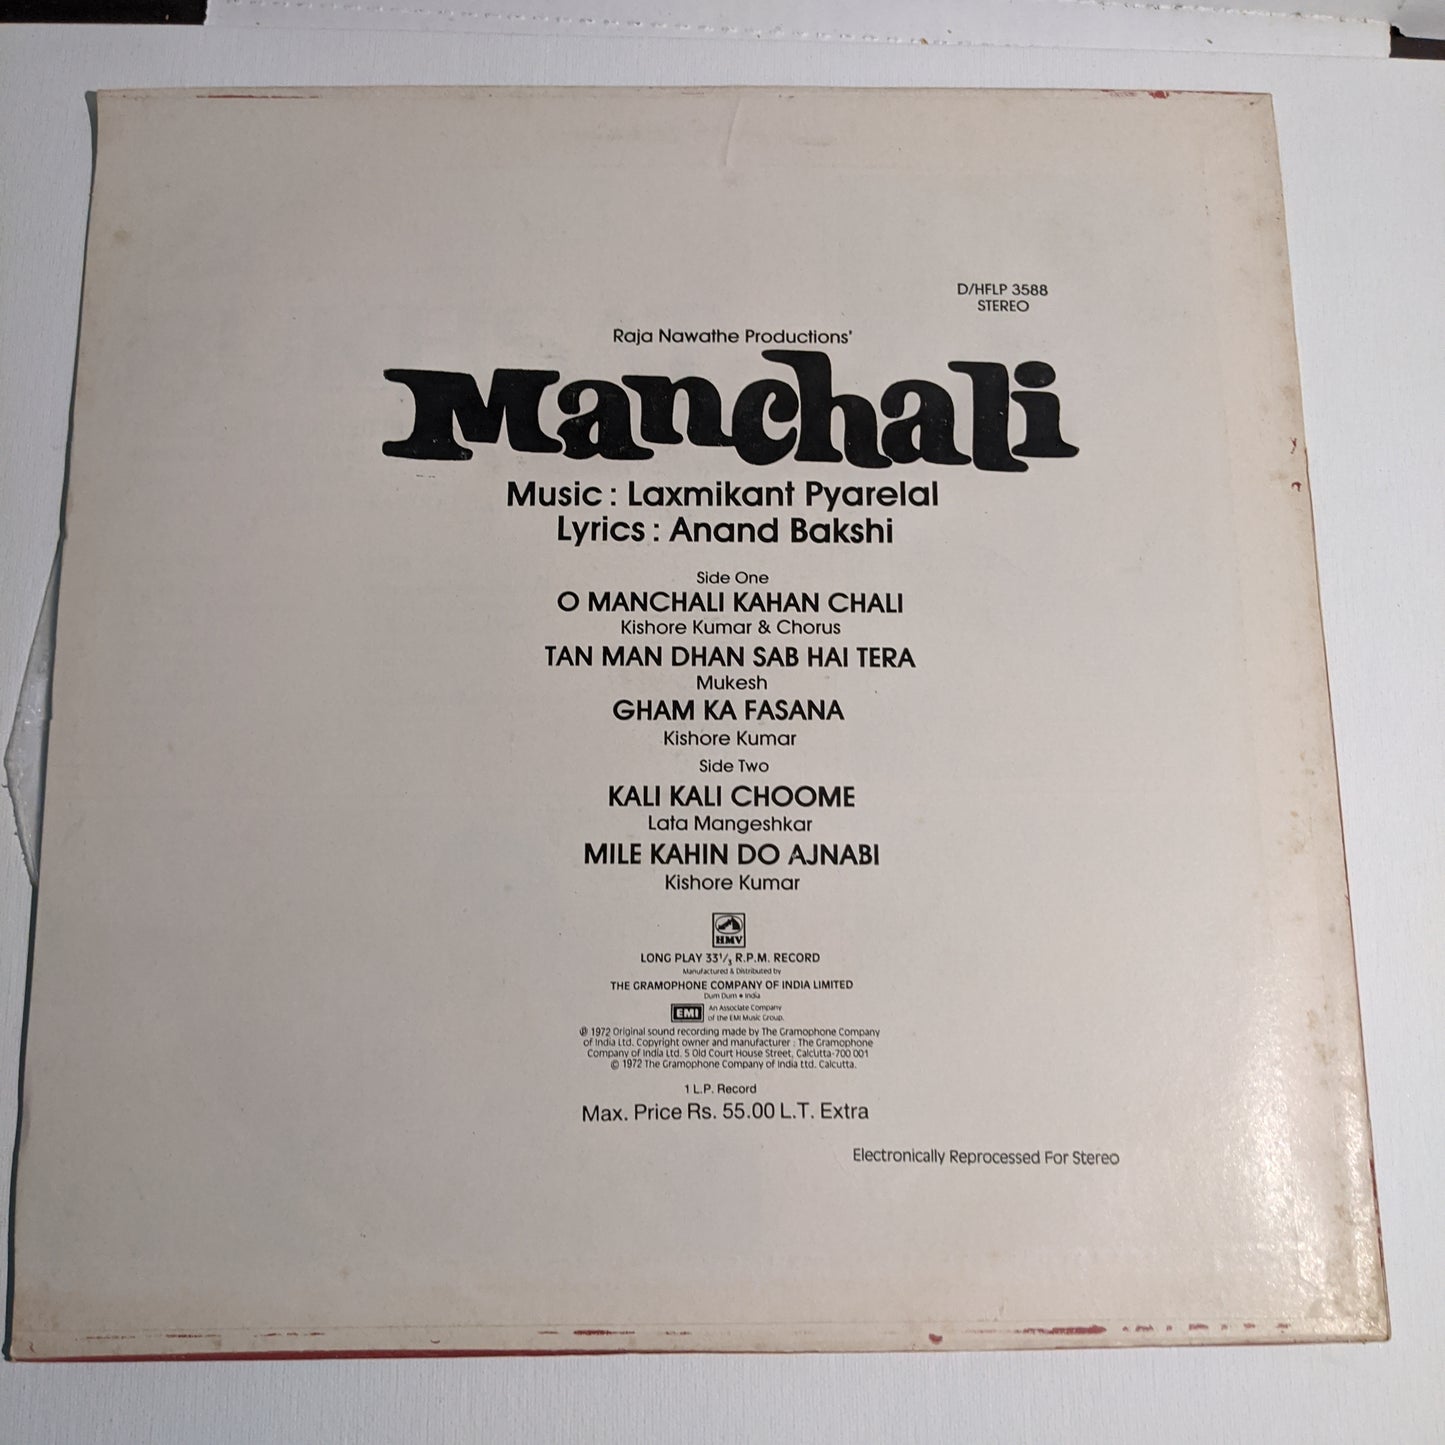 D/HFLP 3588
STEREO
Raja Nawathe Productions'
Manchali
Music : Laxmikant Pyarelal
Lyrics : Anand Bakshi
Side One
O MANCHALI KAHAN CHALI
Kishore Kumar & Chorus
TAN MAN DHAN SAB HAI TERA
Mukesh
GHAM KA FASANA
Kishore Kumar
Side Two
KALI KALI CHOOME
Lata Mangeshkar
MILE KAHIN DO AJNABI
Kishore Kumar
HMV
LONG PLAY 33⅓ R.P.M. RECORD
Manufactured & Distributed by
THE GRAMOPHONE COMPANY OF INDIA LIMITED
Dum Dum • India
EMI An Associate Company
of the EMI Music Group.
℗ 1972 Original sound recording made by The Gramophone Company
of India Ltd. Copyright owner and manufacturer : The Gramophone
Company of India Ltd. 5 Old Court House Street, Calcutta-700 001
© 1972 The Gramophone Company of India Ltd. Calcutta.
1 L.P. Record
Max. Price Rs. 55.00 L.T. Extra
Electronically Reprocessed For Stereo